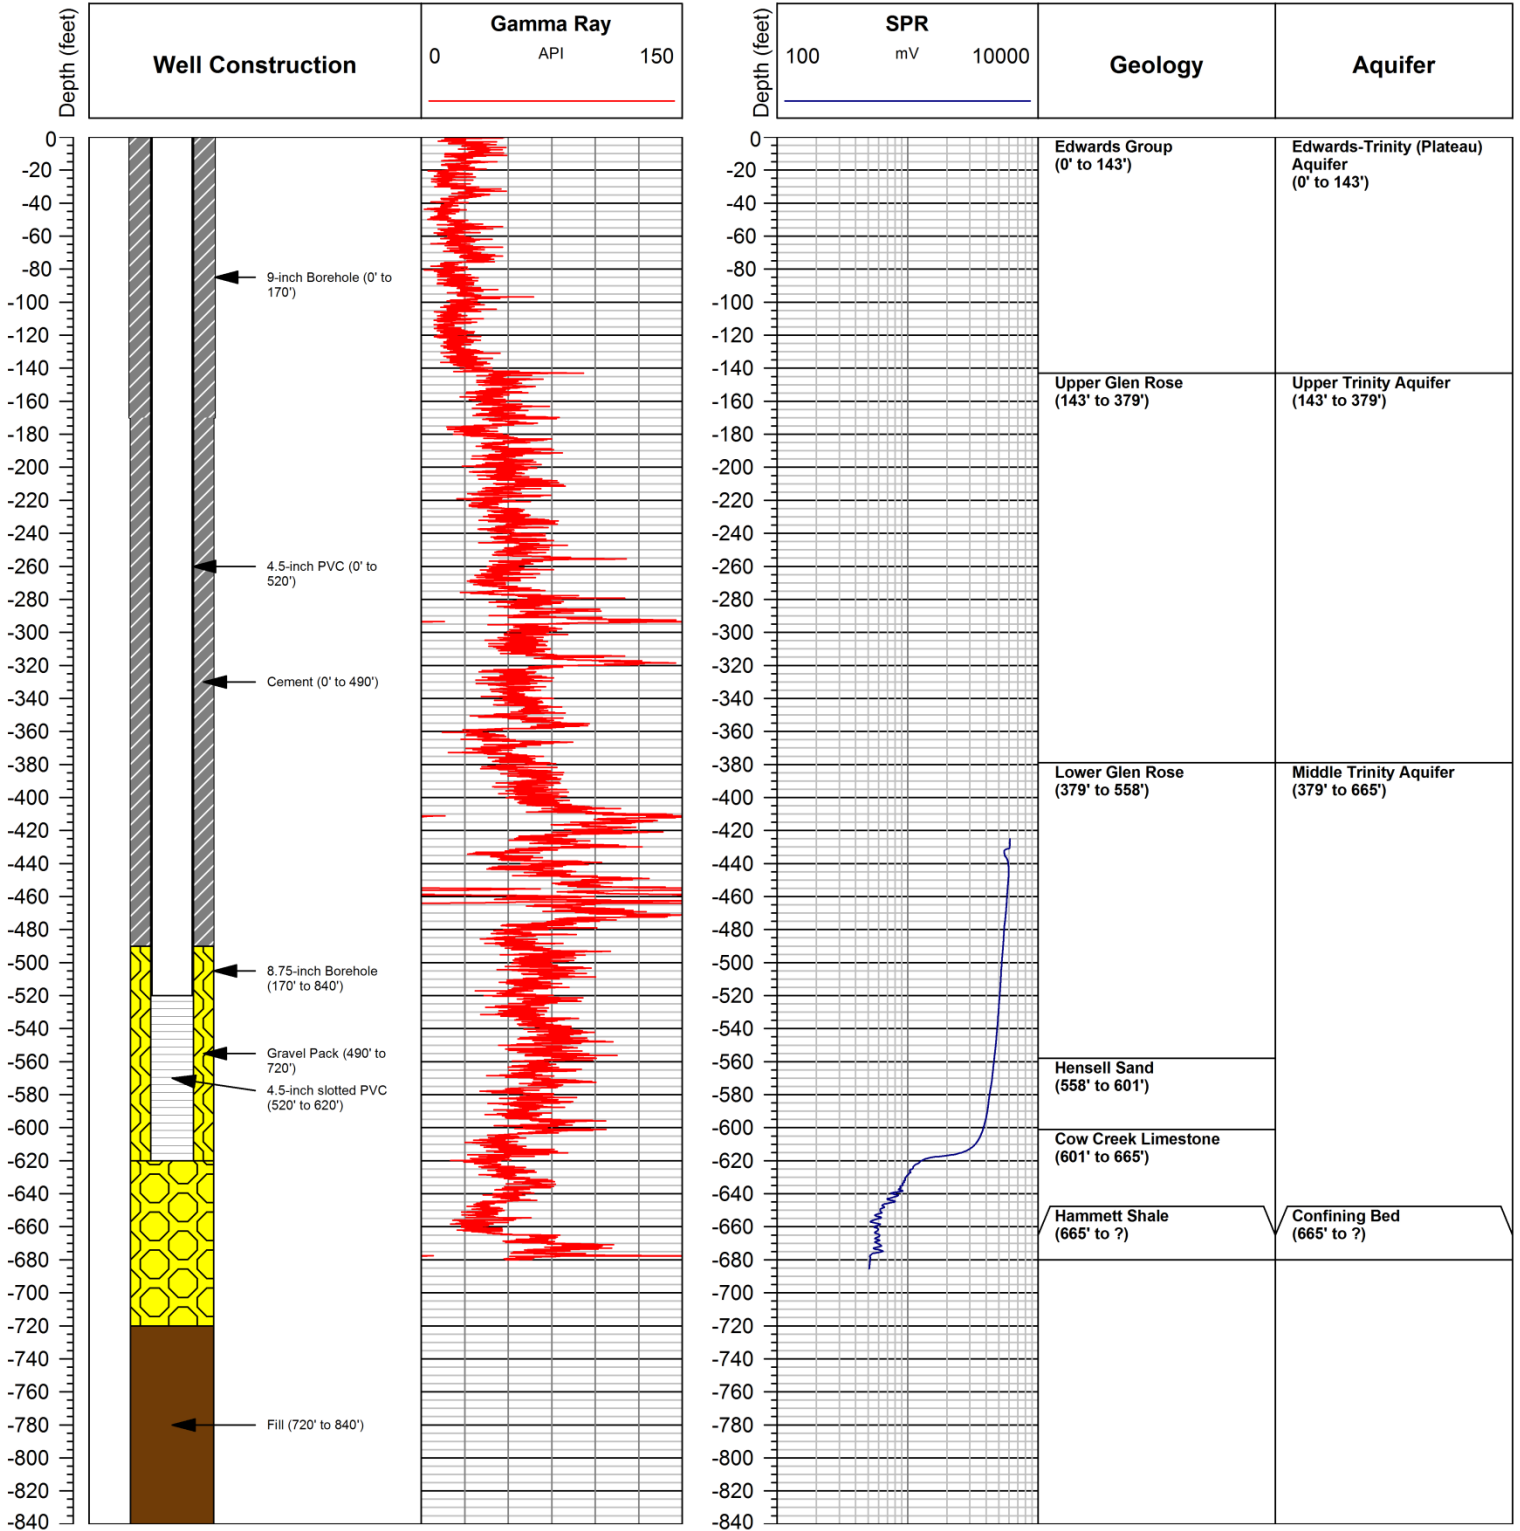 Depth (feet)
Well Construction
Gamma Ray
0 API 150
Depth (feet)
SPR
100 mV 10000
Geology
Aquifer
0
-20
-40
-60
-80
-100
-120
-140
-160
-180
-200
-220
-240
-260
-280
-300
-320
-340
-360
-380
-400
-420
-440
-460
-480
-500
-520
-540
-560
-580
-600
-620
-640
-660
-680
-700
-720
-740
-760
-780
-800
-820
-840
9-inch Borehole (0' to
170')
4.5-inch PVC (0' to
520')
Cement (0' to 490')
8.75-inch Borehole
(170' to 840')
Gravel Pack (490' to
720')
4.5-inch slotted PVC
(520' to 620')
Fill (720' to 840')
0
-20
-40
-60
-80
-100
-120
-140
-160
-180
-200
-220
-240
-260
-280
-300
-320
-340
-360
-380
-400
-420
-440
-460
-480
-500
-520
-540
-560
-580
-600
-620
-640
-660
-680
-700
-720
-740
-760
-780
-800
-820
-840
Edwards Group
(0' to 143')
Upper Glen Rose
(143' to 379')
Lower Glen Rose
(379' to 558')
Hensell Sand
(558' to 601')
Cow Creek Limestone
(601' to 665')
Hammett Shale
(665' to ?)
Edwards-Trinity (Plateau)
Aquifer
(0' to 143')
Upper Trinity Aquifer
(143' to 379')
Middle Trinity Aquifer
(379' to 665')
Confining Bed
(665' to ?)